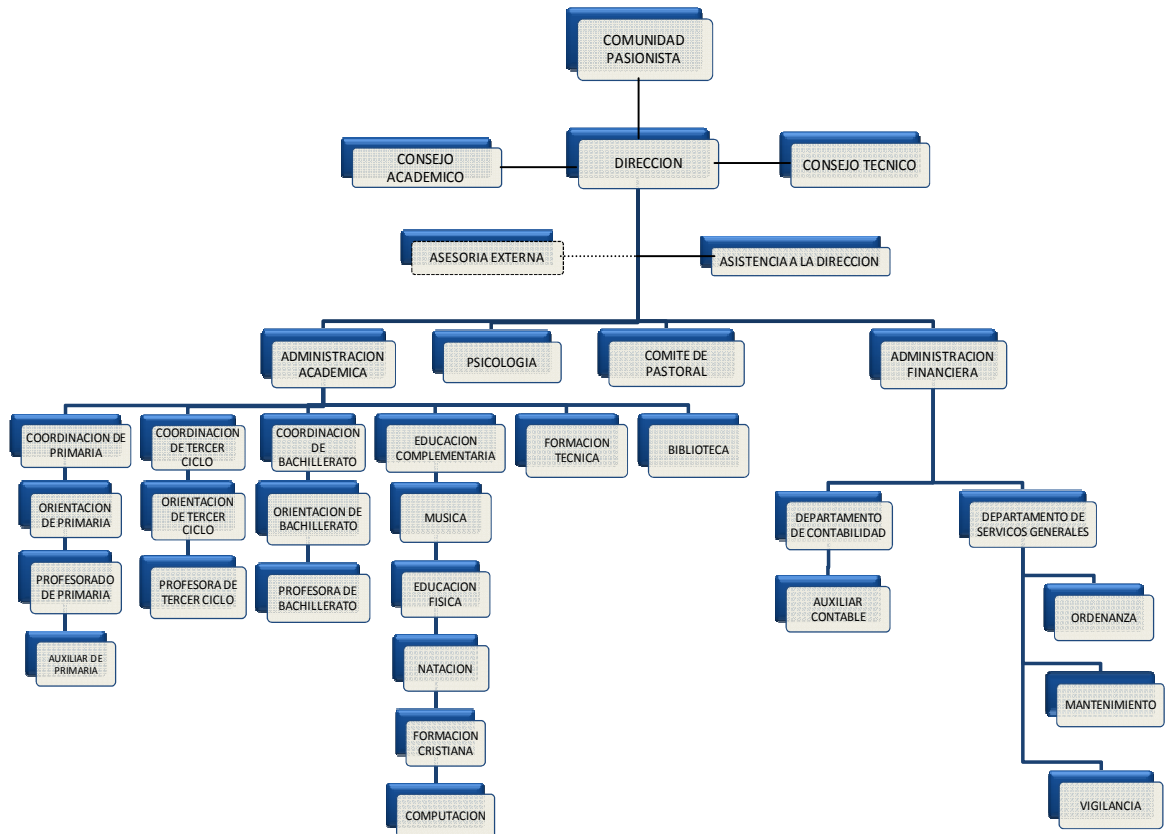 COMUNIDAD
PASIONISTA
CONSEJO
ACADEMICO
DIRECCION
CONSEJO TECNICO
ASESORIA EXTERNA
ASISTENCIA A LA DIRECCION
ADMINISTRACION
ACADEMICA
PSICOLOGIA
COMITE DE
PASTORAL
ADMINISTRACION
FINANCIERA
COORDINACION DE
PRIMARIA
COORDINACION
DE TERCER
CICLO
COORDINACION
DE
BACHILLERATO
EDUCACION
COMPLEMENTARIA
FORMACION
TECNICA
BIBLIOTECA
ORIENTACION
DE PRIMARIA
ORIENTACION
DE TERCER
CICLO
ORIENTACION DE
BACHILLERATO
MUSICA
DEPARTAMENTO
DE CONTABILIDAD
DEPARTAMENTO DE
SERVICOS GENERALES
PROFESORADO
DE PRIMARIA
PROFESORA DE
TERCER CICLO
PROFESORA DE
BACHILLERATO
EDUCACION
FISICA
AUXILIAR
CONTABLE
ORDENANZA
AUXILIAR DE
PRIMARIA
NATACION
MANTENIMIENTO
FORMACION
CRISTIANA
COMPUTACION
VIGILANCIA